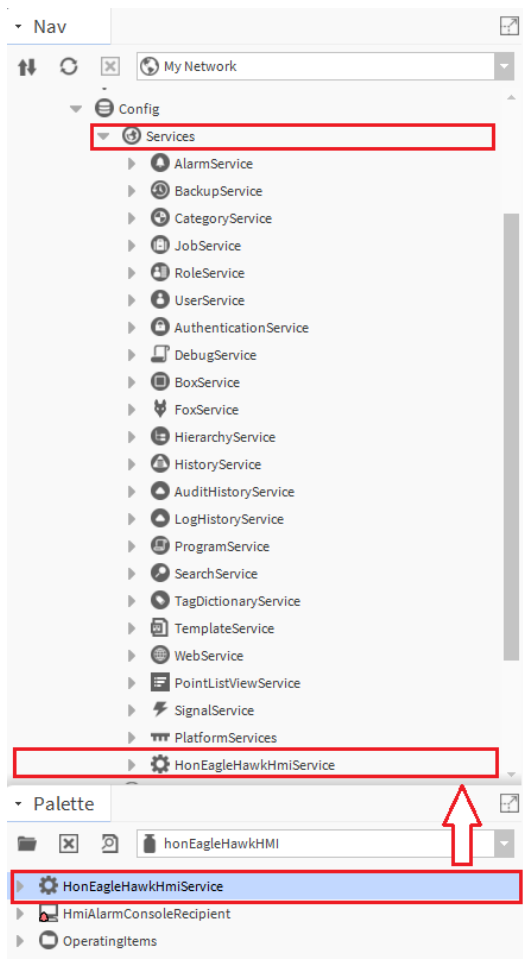 Nav
My Network
Config
Services
AlarmService
BackupService
CategoryService
JobService
RoleService
UserService
AuthenticationService
DebugService
BoxService
FoxService
HierarchyService
HistoryService
AuditHistoryService
LogHistoryService
ProgramService
SearchService
TagDictionaryService
TemplateService
WebService
PointListViewService
SignalService
PlatformServices
HonEagleHawkHmiService
Palette
honEagleHawkHMI
HonEagleHawkHmiService
HmiAlarmConsoleRecipient
OperatingItems